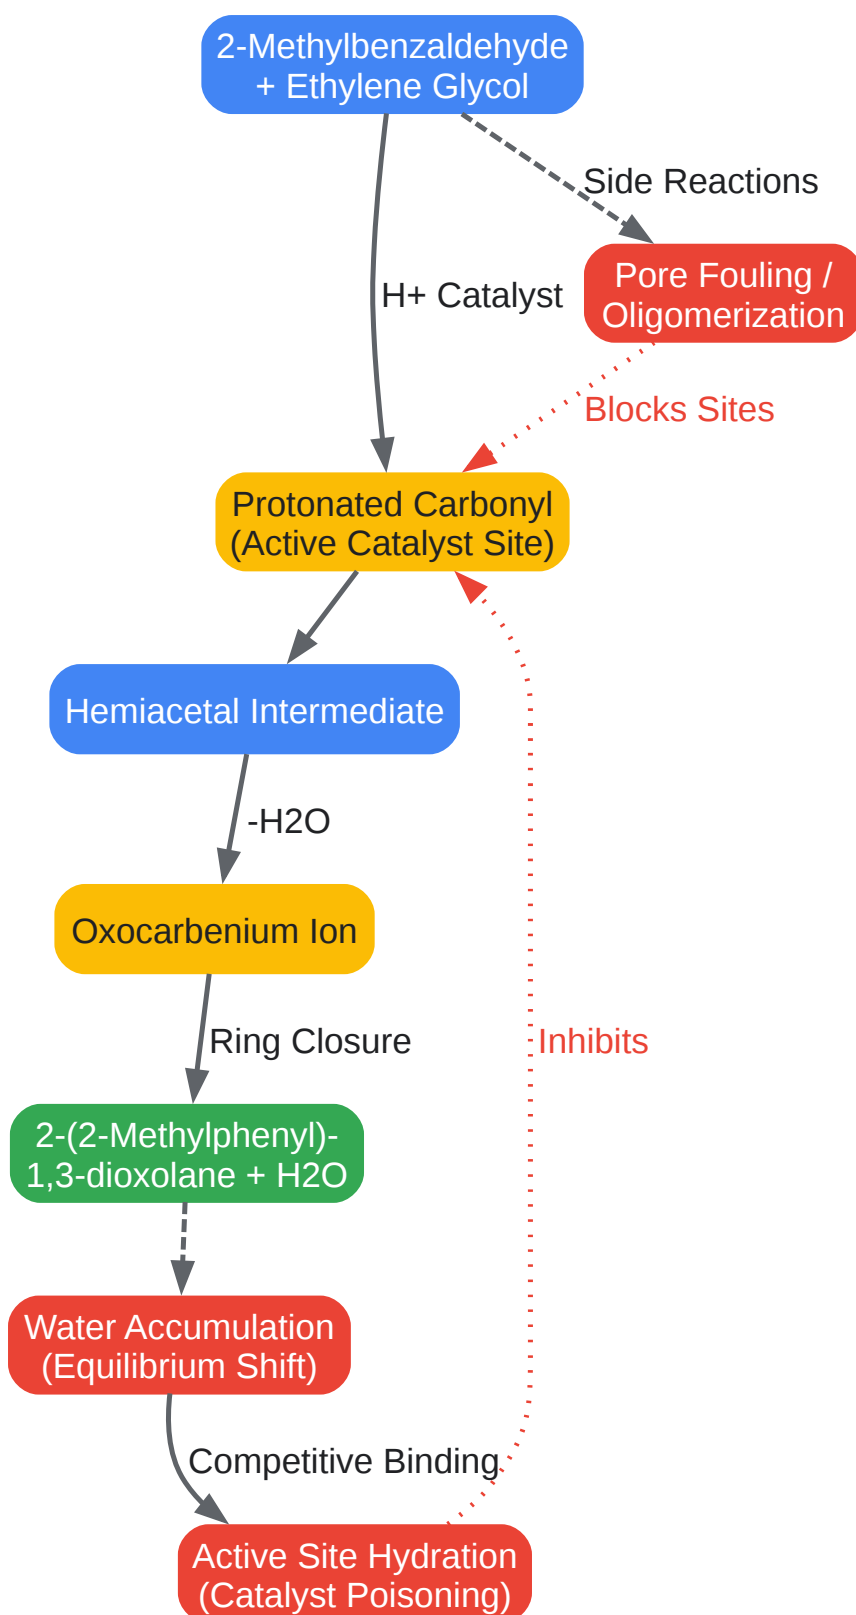 2-Methylbenzaldehyde
+ Ethylene Glycol
Side Reactions
Pore Fouling /
Oligomerization
H+ Catalyst
Blocks Sites
Protonated Carbonyl
(Active Catalyst Site)
Hemiacetal Intermediate
-H2O
Oxocarbenium Ion
Ring Closure
Inhibits
2-(2-Methylphenyl)-
1,3-dioxolane + H2O
Water Accumulation
(Equilibrium Shift)
Competitive Binding
Active Site Hydration
(Catalyst Poisoning)